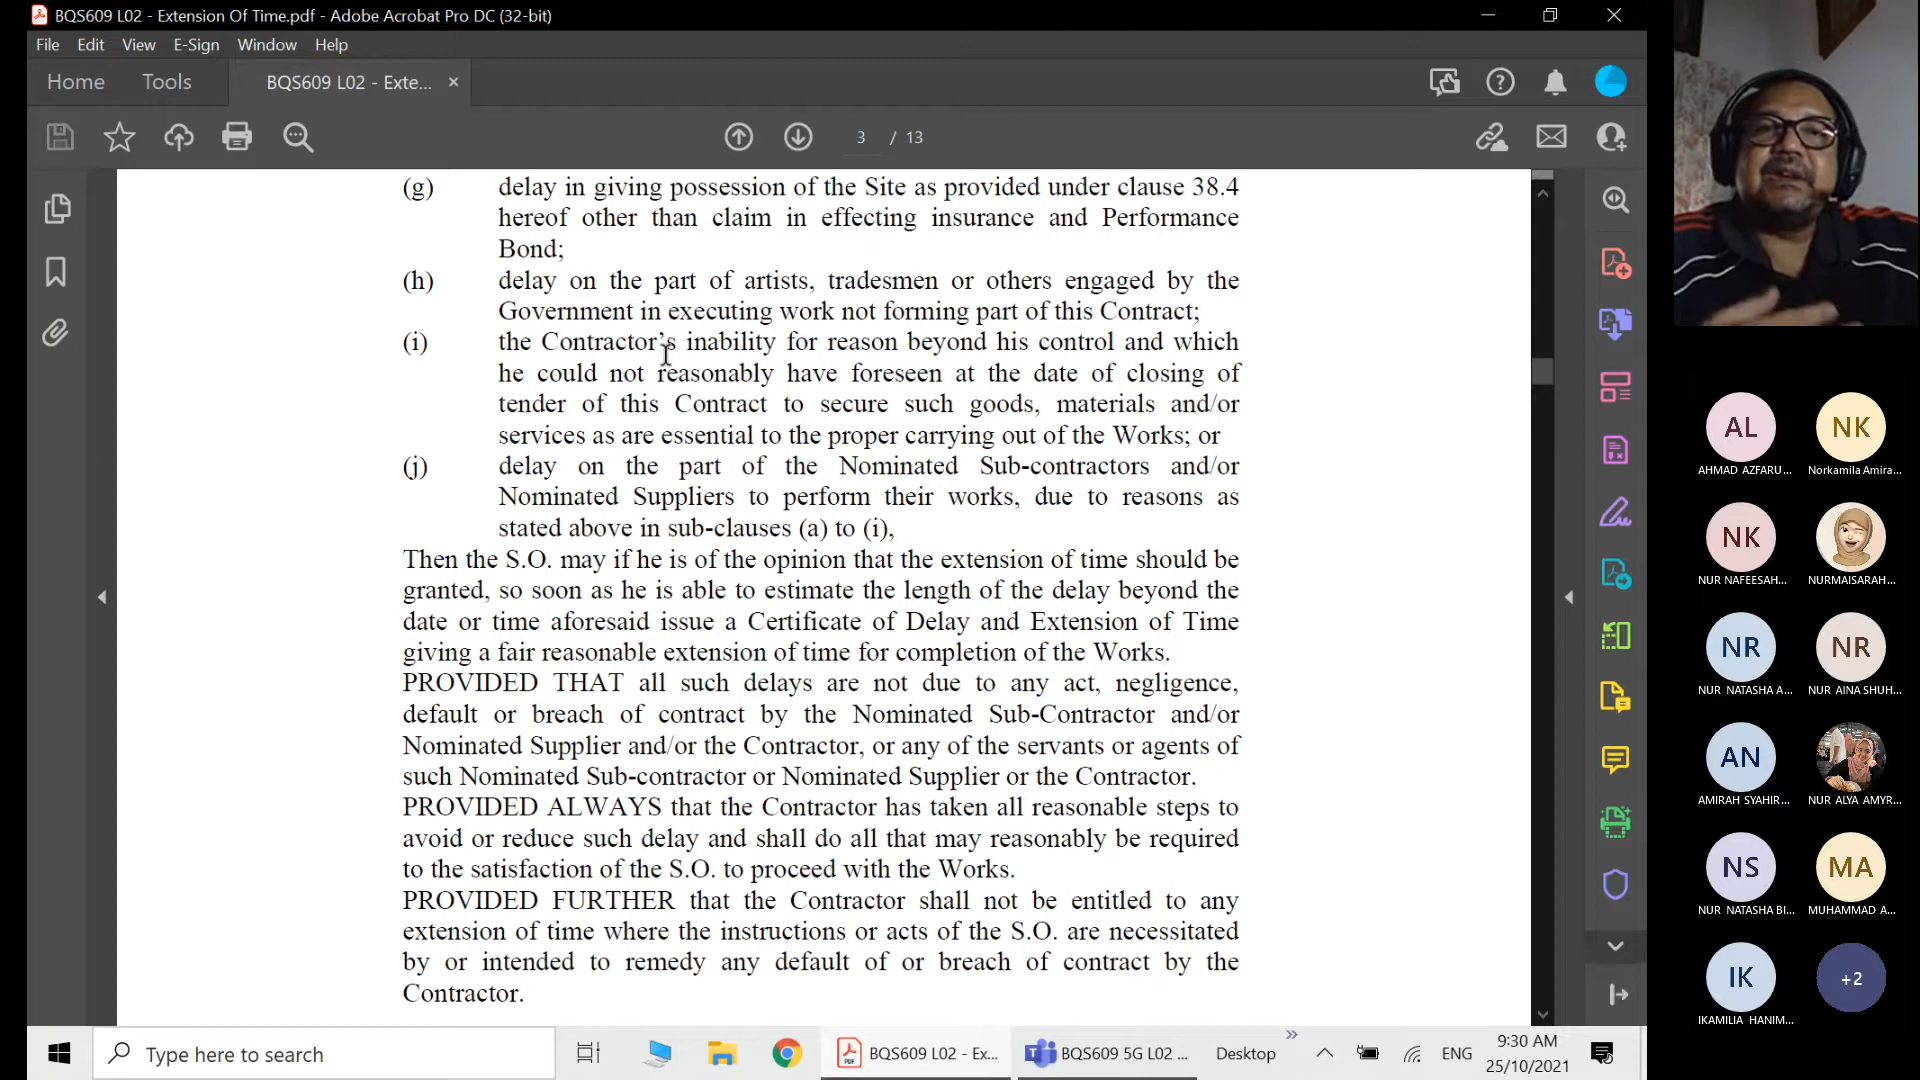 BQS609 L02 - Extension Of Time.pdf - Adobe Acrobat Pro DC (32-bit)
File Edit View E-Sign Window Help
Home Tools BQS609 L02 - Exte... ×
3 / 13
(g) delay in giving possession of the Site as provided under clause 38.4
hereof other than claim in effecting insurance and Performance
Bond;
(h) delay on the part of artists, tradesmen or others engaged by the
Government in executing work not forming part of this Contract;
(i) the Contractor's inability for reason beyond his control and which
he could not reasonably have foreseen at the date of closing of
tender of this Contract to secure such goods, materials and/or
services as are essential to the proper carrying out of the Works; or
(j) delay on the part of the Nominated Sub-contractors and/or
Nominated Suppliers to perform their works, due to reasons as
stated above in sub-clauses (a) to (i),
Then the S.O. may if he is of the opinion that the extension of time should be
granted, so soon as he is able to estimate the length of the delay beyond the
date or time aforesaid issue a Certificate of Delay and Extension of Time
giving a fair reasonable extension of time for completion of the Works.
PROVIDED THAT all such delays are not due to any act, negligence,
default or breach of contract by the Nominated Sub-Contractor and/or
Nominated Supplier and/or the Contractor, or any of the servants or agents of
such Nominated Sub-contractor or Nominated Supplier or the Contractor.
PROVIDED ALWAYS that the Contractor has taken all reasonable steps to
avoid or reduce such delay and shall do all that may reasonably be required
to the satisfaction of the S.O. to proceed with the Works.
PROVIDED FURTHER that the Contractor shall not be entitled to any
extension of time where the instructions or acts of the S.O. are necessitated
by or intended to remedy any default of or breach of contract by the
Contractor.
AL NK
AHMAD AZFARU... Norkamila Amira...
NK
NUR NAFEESAH... NURMAISARAH...
NR NR
NUR NATASHA A... NUR AINA SHUH...
AN
AMIRAH SYAHIR... NUR ALYA AMYR...
NS MA
NUR NATASHA BI... MUHAMMAD A...
IK +2
IKAMILIA HANIM...
Type here to search BQS609 L02 - Ex... BQS609 5G L02 ... Desktop ENG 9:30 AM
25/10/2021